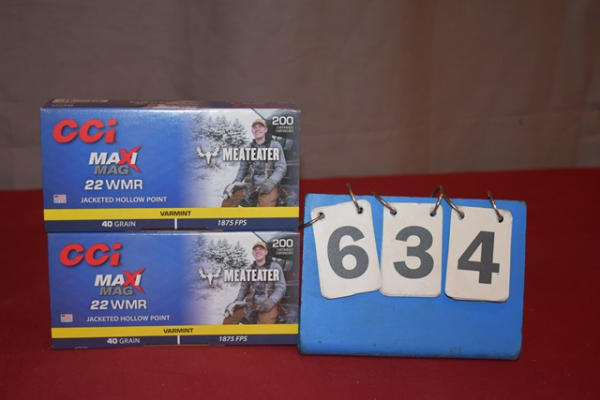 CCi
MAXI
MAG
22 WMR
JACKETED HOLLOW POINT
200
MEATEATER
VARMINT
40 GRAIN
1875 FPS
CCi
MAXI
MAG
22 WMR
JACKETED HOLLOW POINT
200
MEATEATER
VARMINT
40 GRAIN
1875 FPS
634